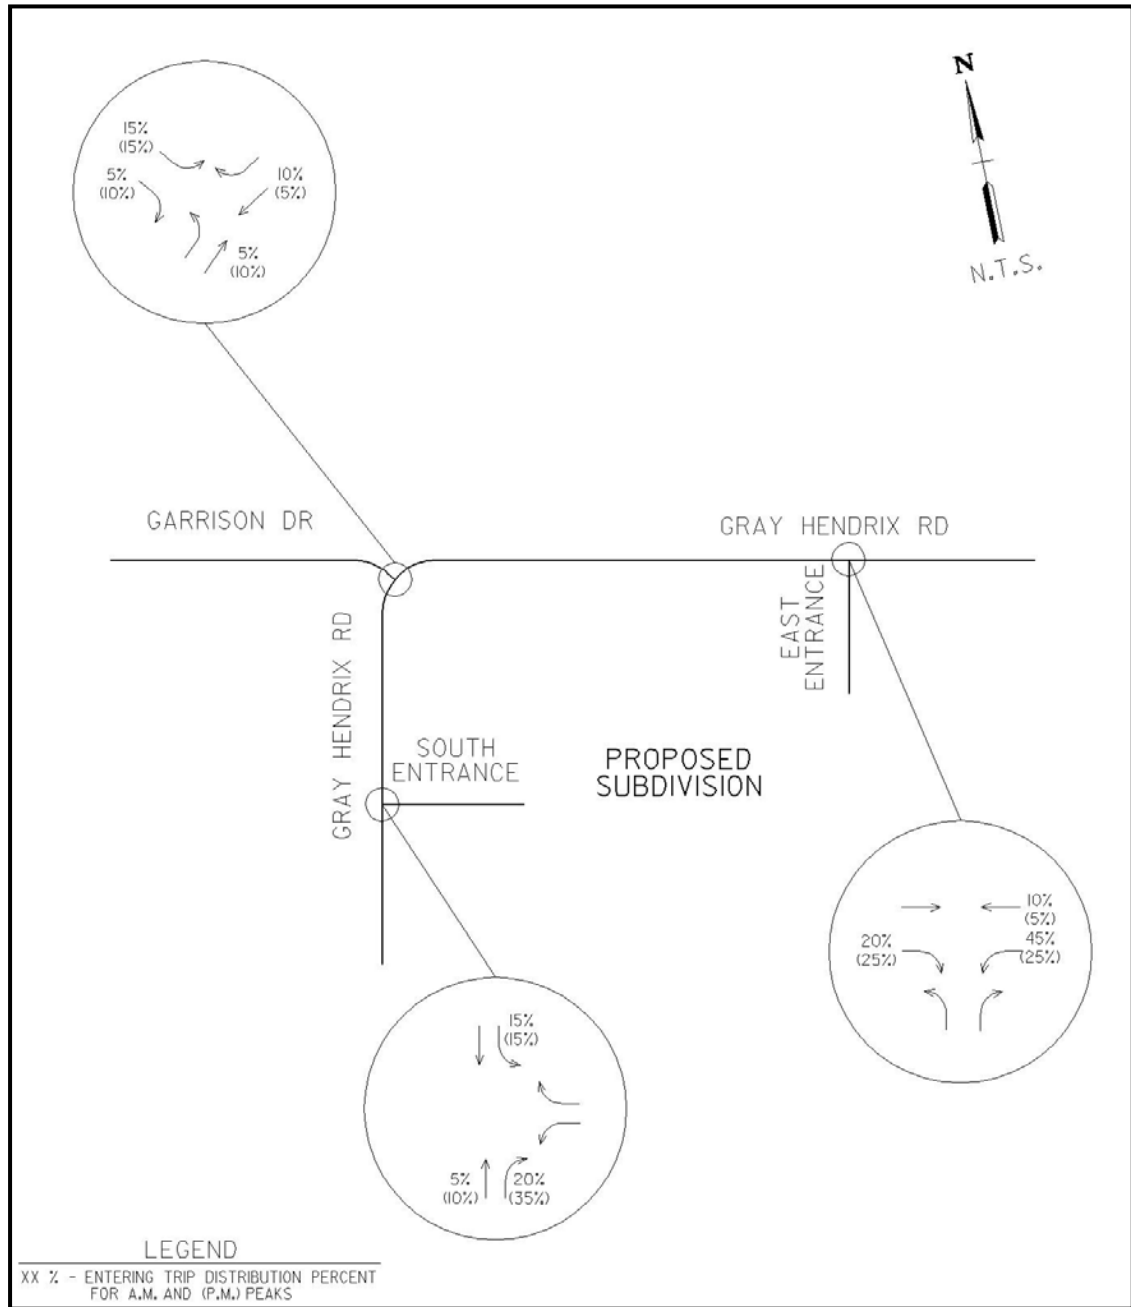 N
N.T.S.
15%
(15%)
5%
(10%)
10%
(5%)
5%
(10%)
GARRISON DR
GRAY HENDRIX RD
EAST
ENTRANCE
GRAY HENDRIX RD
SOUTH
ENTRANCE
PROPOSED
SUBDIVISION
10%
(5%)
20%
(25%)
45%
(25%)
15%
(15%)
5%
(10%)
20%
(35%)
LEGEND
XX % - ENTERING TRIP DISTRIBUTION PERCENT
FOR A.M. AND (P.M.) PEAKS